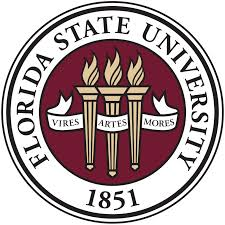 FLORIDA STATE UNIVERSITY
VIRES ARTES MORES
1851